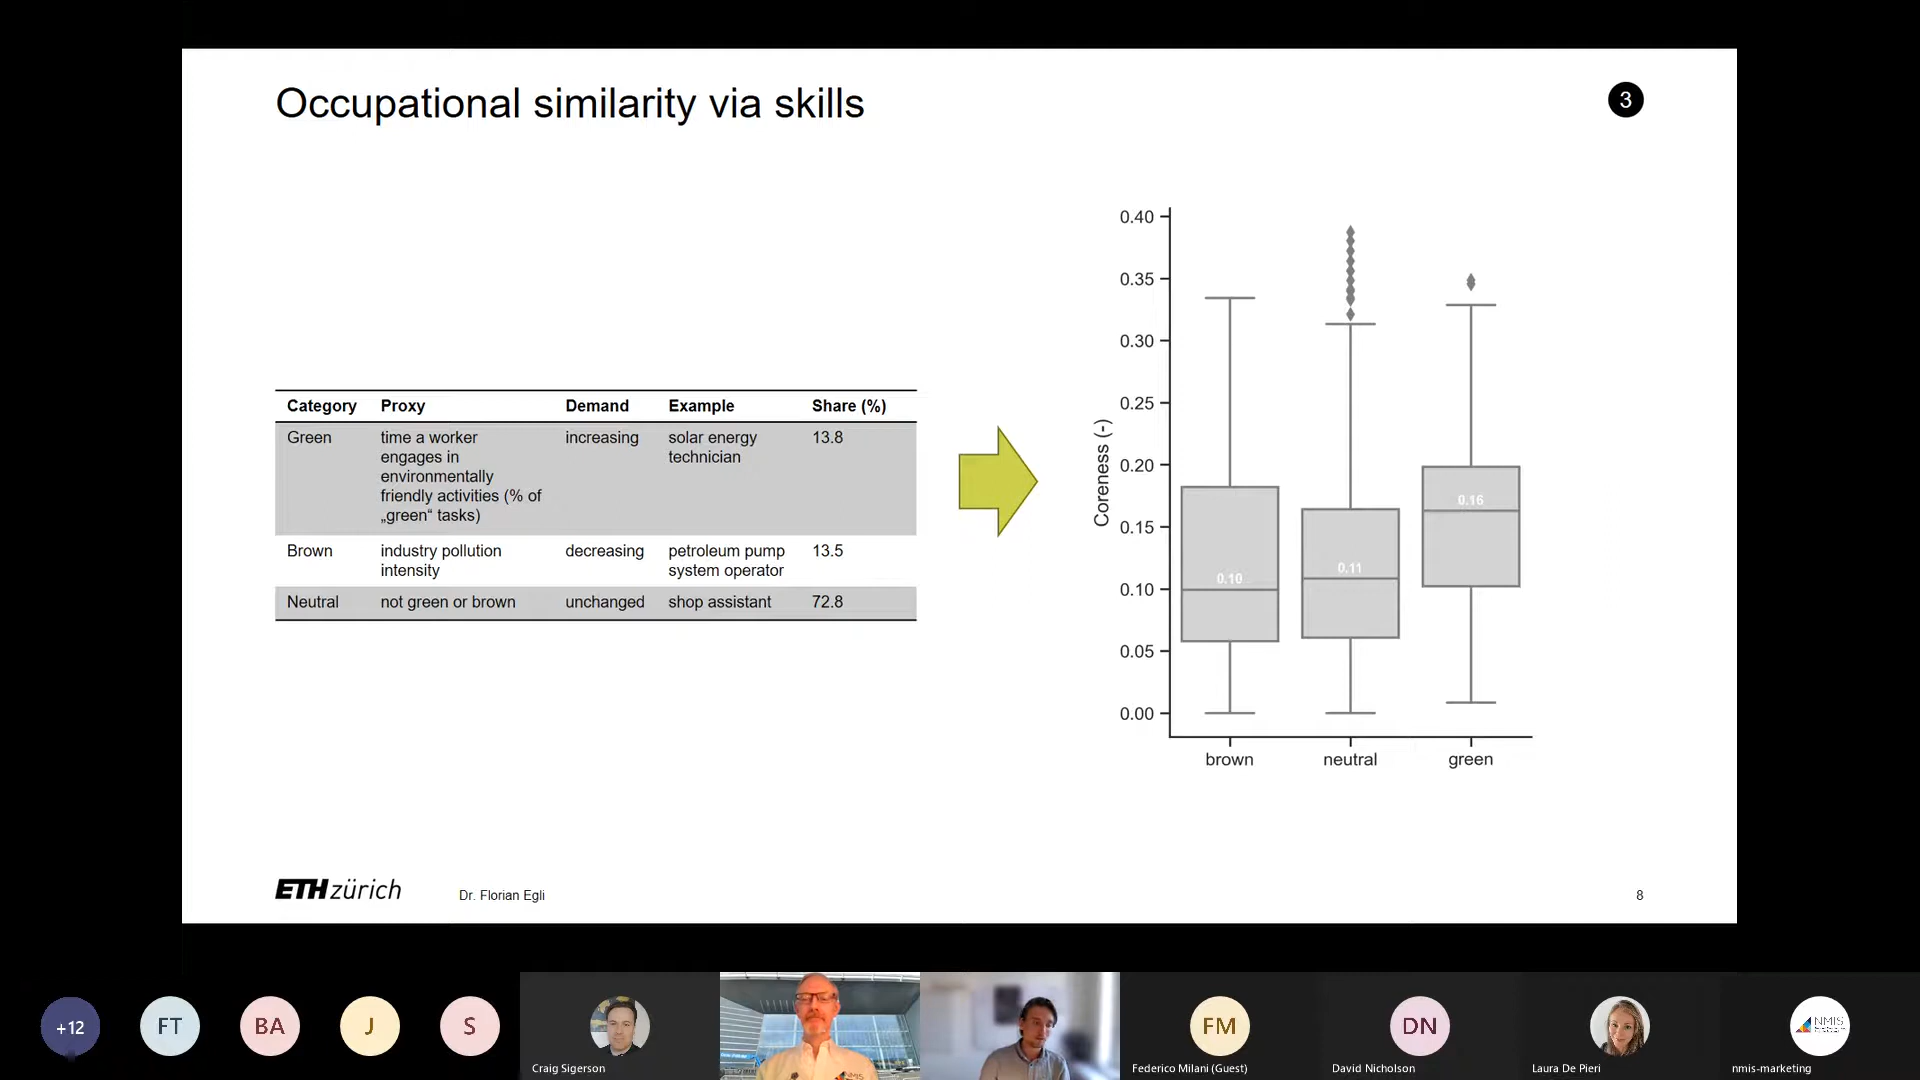 Occupational similarity via skills
3
Category Proxy Demand Example Share (%)
Green time a worker increasing solar energy 13.8
engages in technician
environmentally
friendly activities (% of
„green“ tasks)
Brown industry pollution decreasing petroleum pump 13.5
intensity system operator
Neutral not green or brown unchanged shop assistant 72.8
Coreness (-)
0.40
0.35
0.30
0.25
0.20
0.15
0.10
0.05
0.00
0.10
0.11
0.16
brown neutral green
ETH zürich
Dr. Florian Egli
8
+12
FT
BA
J
S
Craig Sigerson
NMIS
FM
Federico Milani (Guest)
DN
David Nicholson
Laura De Pieri
NMIS
nmis-marketing